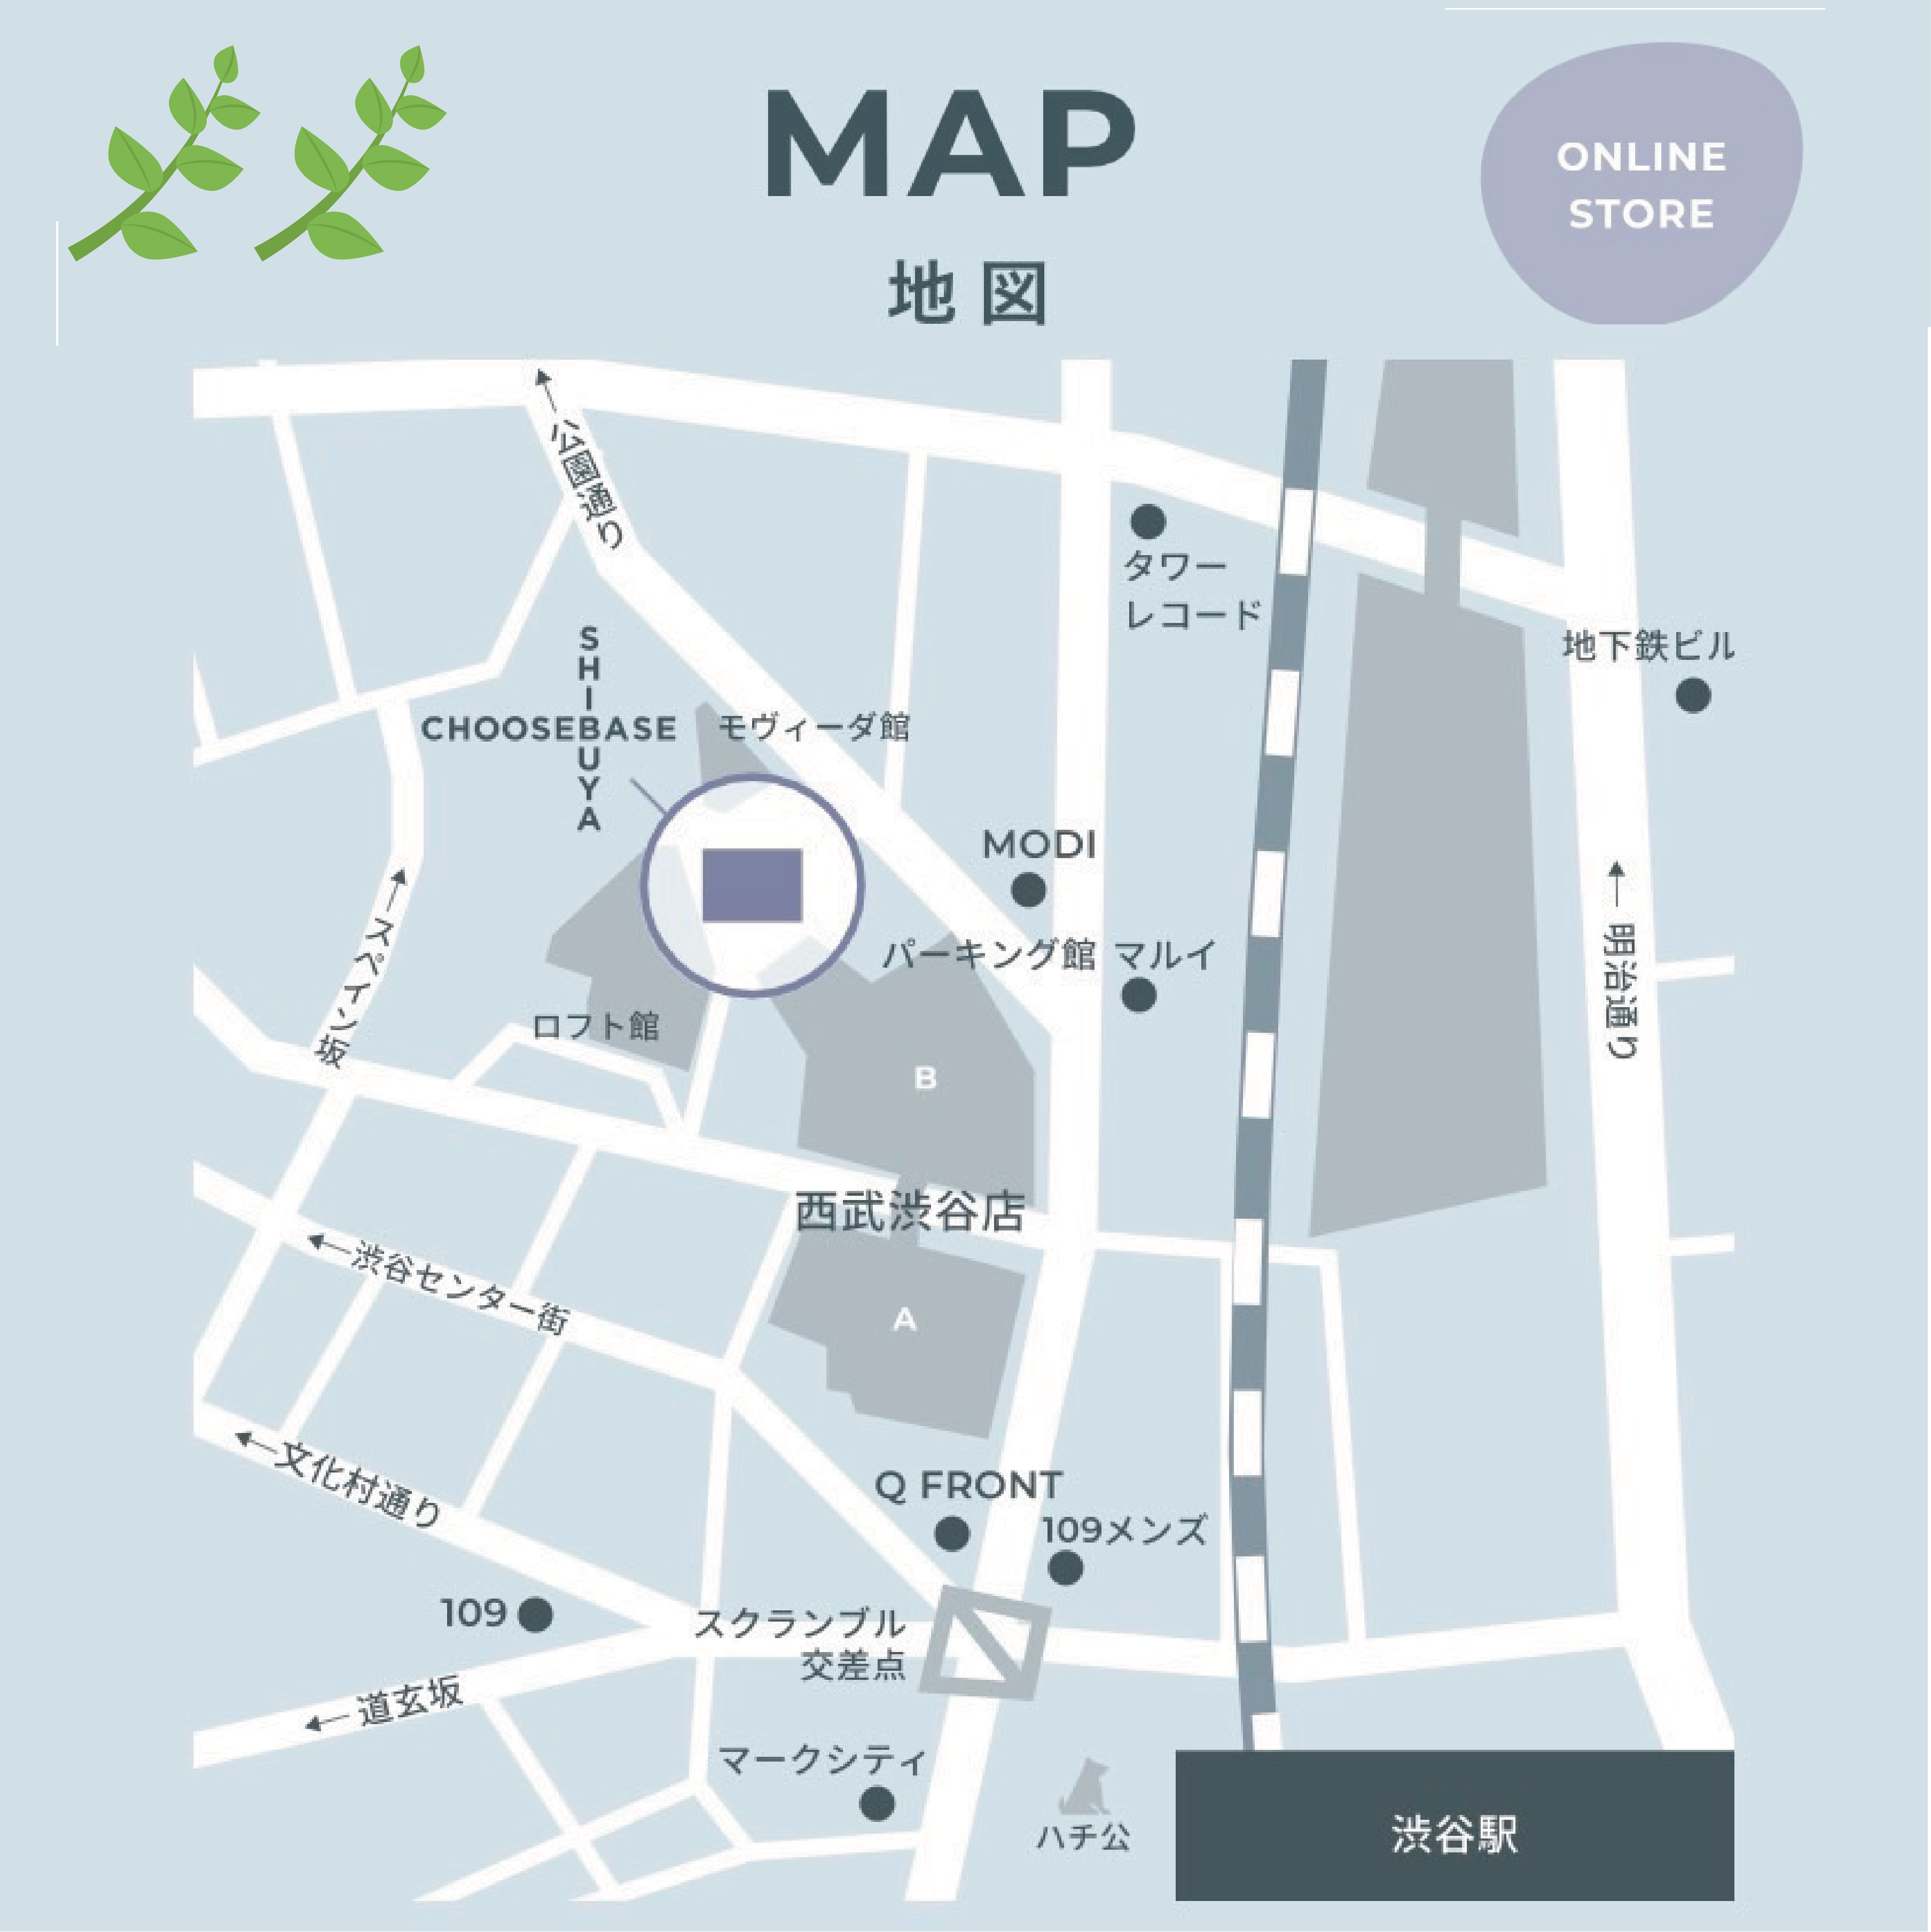 MAP
地図
ONLINE
STORE
公園通り
タワー
レコード
地下鉄ビル
SHIBUYA
CHOOSEBASE
モヴィーダ館
MODI
パーキング館
マルイ
明治通り
スペイン坂
ロフト館
B
西武渋谷店
渋谷センター街
A
文化村通り
Q FRONT
109メンズ
109
スクランブル
交差点
道玄坂
マークシティ
ハチ公
渋谷駅